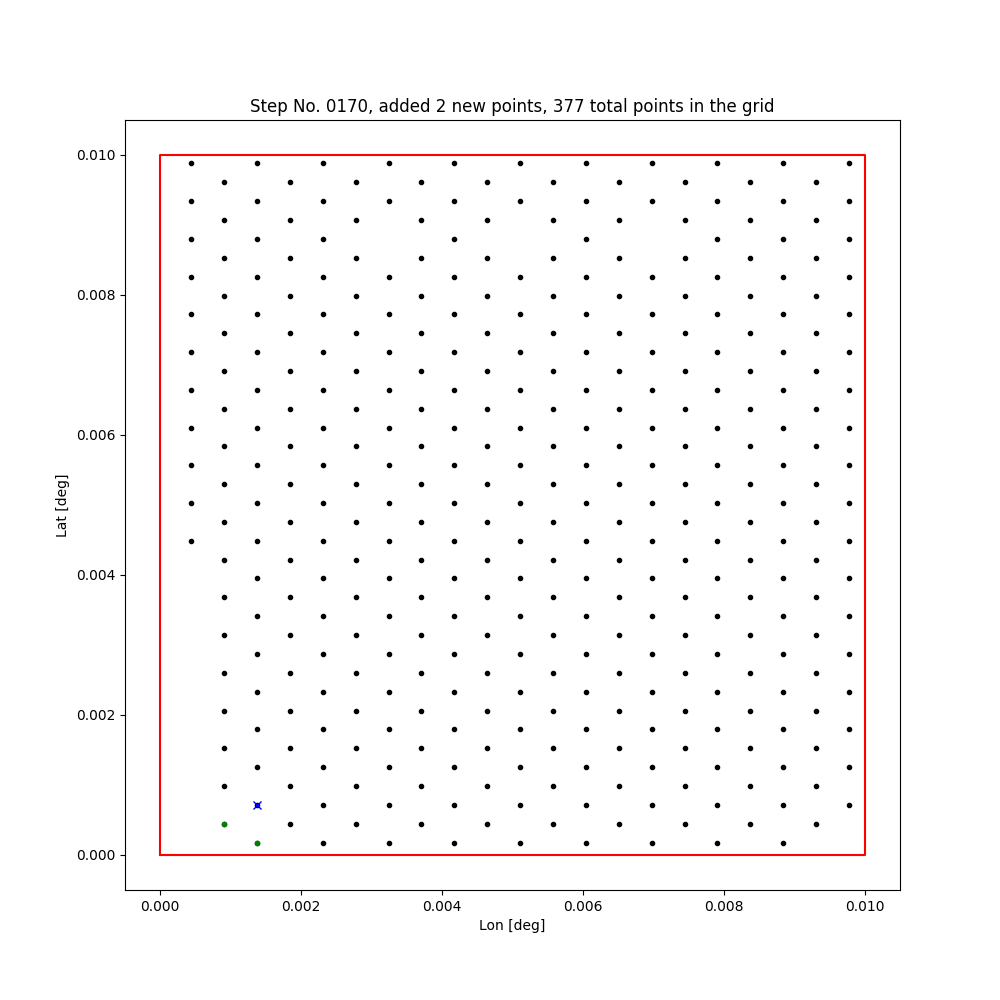 Step No. 0170, added 2 new points, 377 total points in the grid
0.010
0.008
0.006
Lat [deg]
0.004
0.002
0.000
0.000 0.002 0.004 0.006 0.008 0.010
Lon [deg]